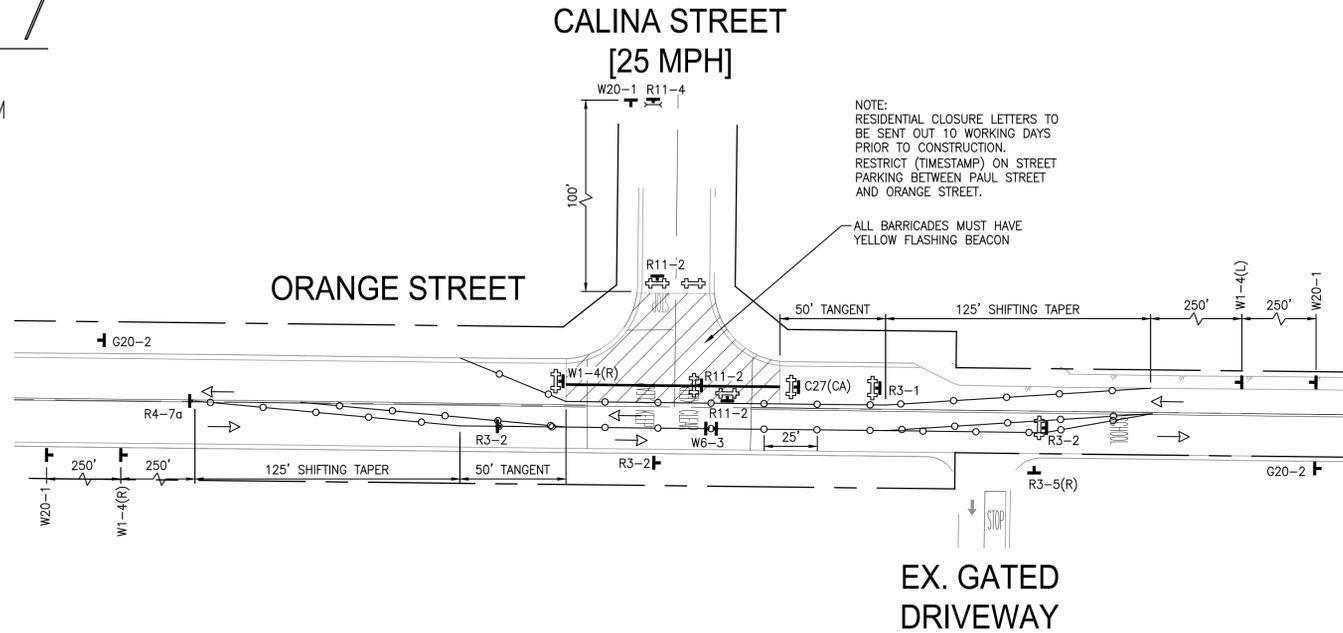 7
M
CALINA STREET
[25 MPH]
W20-1 R11-4
100'
NOTE:
RESIDENTIAL CLOSURE LETTERS TO
BE SENT OUT 10 WORKING DAYS
PRIOR TO CONSTRUCTION.
RESTRICT (TIMESTAMP) ON STREET
PARKING BETWEEN PAUL STREET
AND ORANGE STREET.
ALL BARRICADES MUST HAVE
YELLOW FLASHING BEACON
ORANGE STREET
R11-2
STOP
50' TANGENT
125' SHIFTING TAPER
250'
W1-4(L)
250'
W20-1
G20-2
W1-4(R)
R11-2
C27(CA)
R3-1
R11-2
R4-7a
R3-2
W6-3
25'
R3-2
SCHOOL
R3-2
250'
250'
125' SHIFTING TAPER
50' TANGENT
W20-1
W1-4(R)
R3-5(R)
G20-2
STOP
EX. GATED
DRIVEWAY